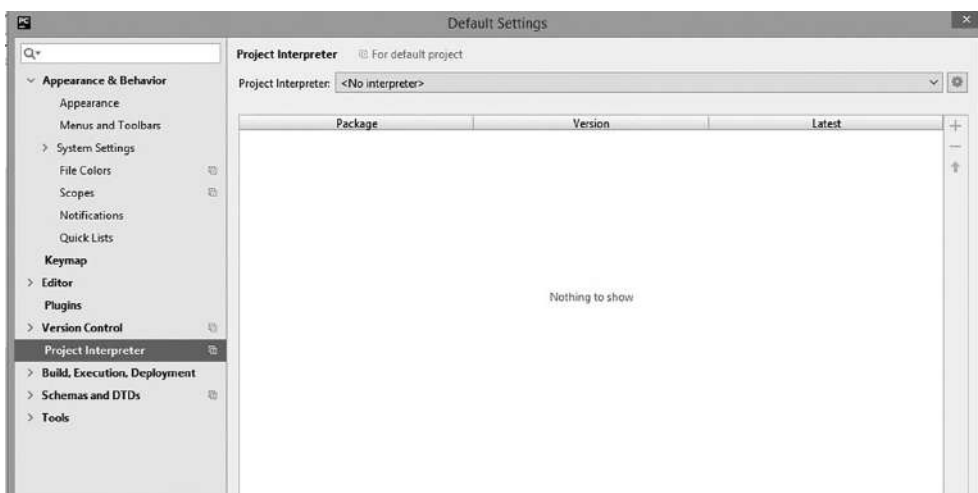 PC
Default Settings
Project Interpreter For default project
Project Interpreter: <No interpreter>
Appearance & Behavior
Appearance
Menus and Toolbars
System Settings
File Colors
Scopes
Notifications
Quick Lists
Keymap
Editor
Plugins
Version Control
Project Interpreter
Build, Execution, Deployment
Schemas and DTDs
Tools
Package Version Latest
Nothing to show